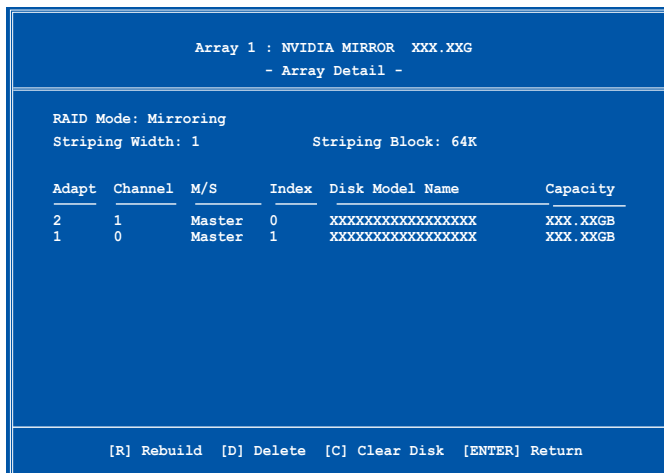 Array 1 : NVIDIA MIRROR XXX.XXG
- Array Detail -
RAID Mode: Mirroring
Striping Width: 1 Striping Block: 64K
Adapt Channel M/S Index Disk Model Name Capacity
2 1 Master 0 XXXXXXXXXXXXXXXXX XXX.XXGB
1 0 Master 1 XXXXXXXXXXXXXXXXX XXX.XXGB
[R] Rebuild [D] Delete [C] Clear Disk [ENTER] Return